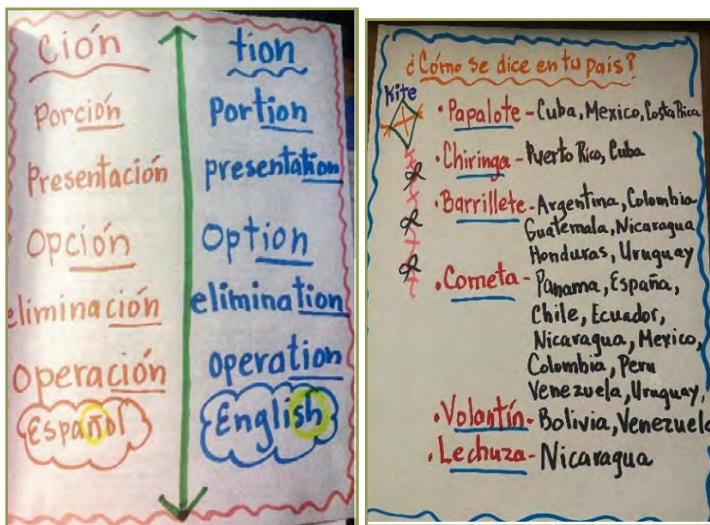 ción tion
Porción Portion
Presentación presentation
Opción Option
eliminación elimination
Operación operation
Español English
¿Cómo se dice en tu país?
Kite
• Papalote - Cuba, Mexico, Costa Rica
• Chiringa - Puerto Rico, Cuba
• Barrillete - Argentina, Colombia
Guatemala, Nicaragua
Honduras, Uruguay
• Cometa - Panama, España,
Chile, Ecuador,
Nicaragua, Mexico,
Colombia, Peru
Venezuela, Uruguay,
• Volantín - Bolivia, Venezuela
• Lechuza - Nicaragua